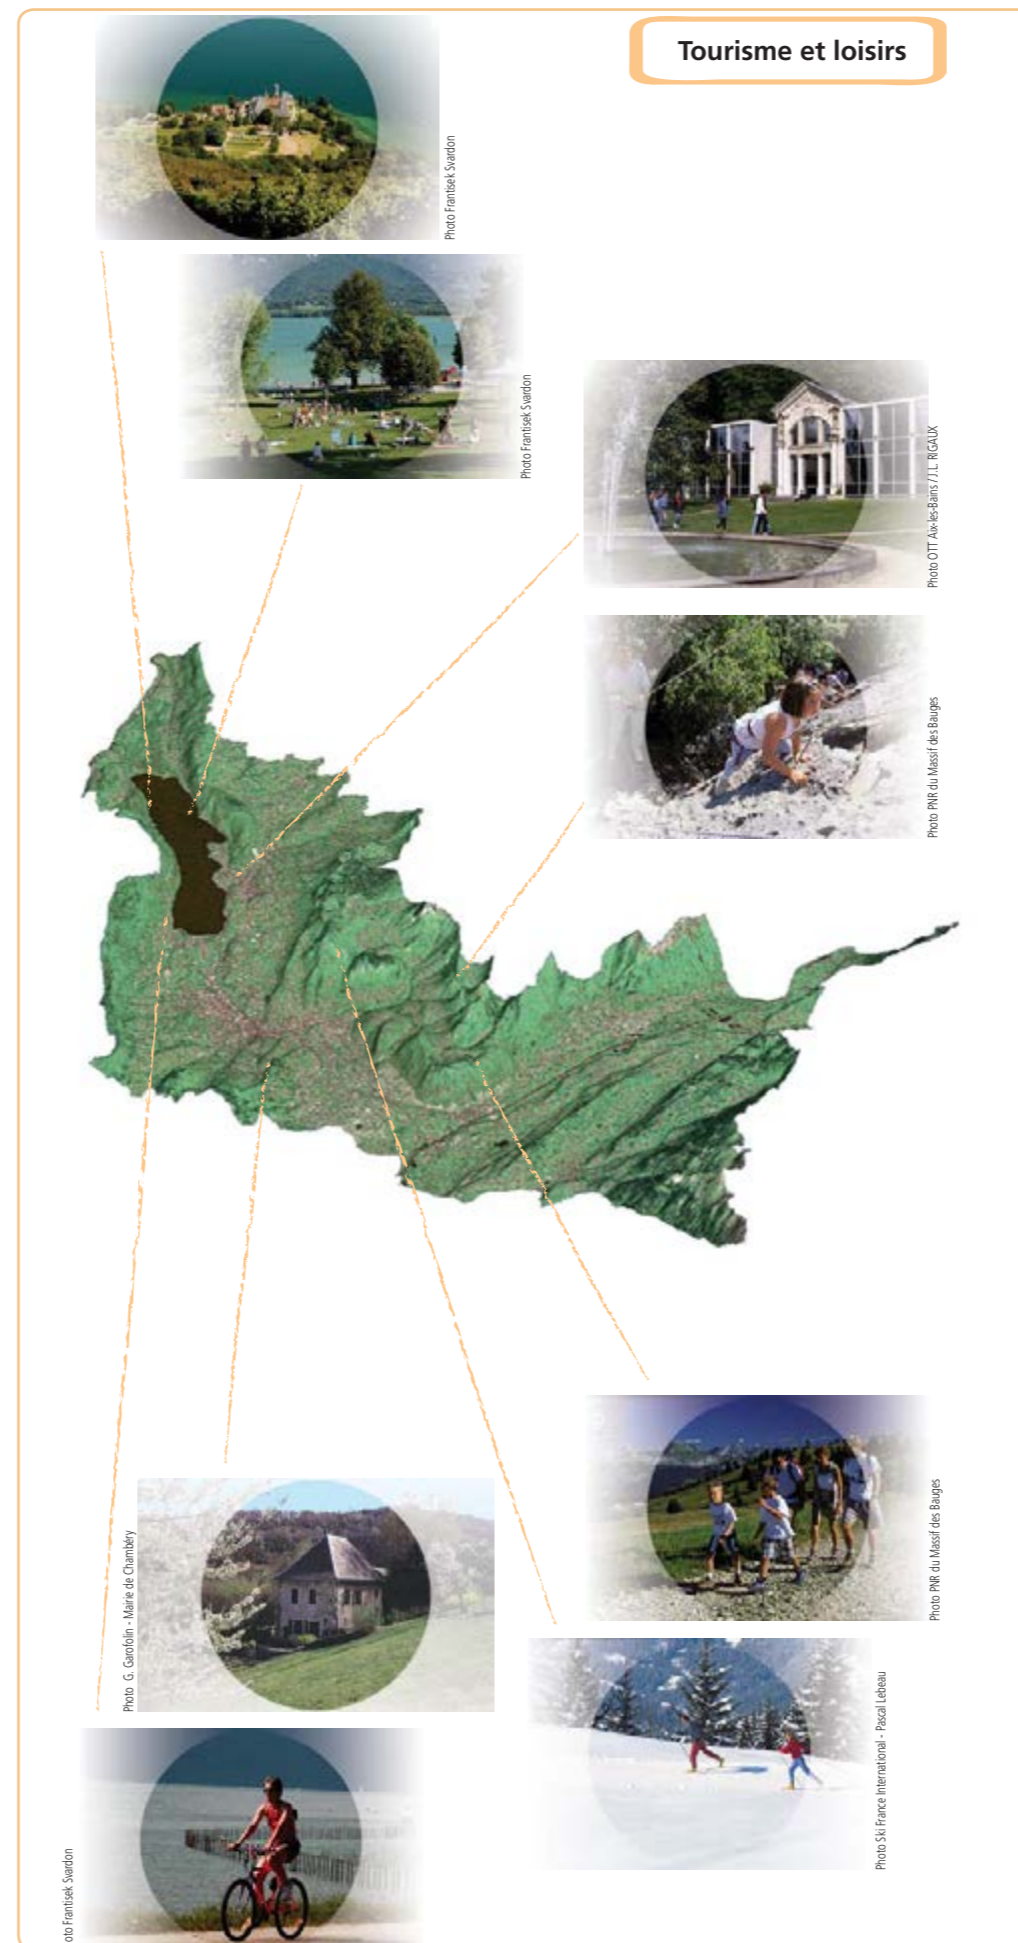 Tourisme et loisirs
Photo Frantisek Svardon
Photo Frantisek Svardon
Photo OTT Aix-les-Bains / J.L. RIGAUX
Photo PNR du Massif des Bauges
Photo PNR du Massif des Bauges
Photo G. Garofolin - Mairie de Chambéry
Photo Ski France International - Pascal Lebeau
oto Frantisek Svardon